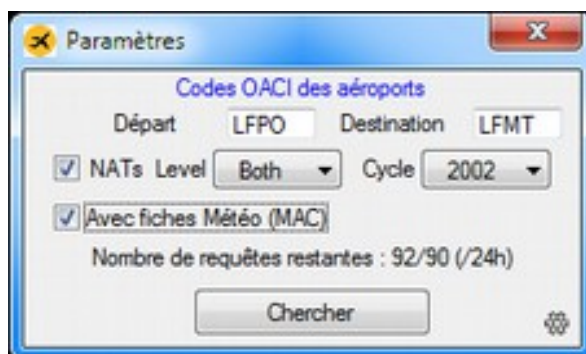 Paramètres
Codes OACI des aéroports
Départ LFPO Destination LFMT
NATs Level Both Cycle 2002
Avec fiches Météo (MAC)
Nombre de requêtes restantes : 92/90 (/24h)
Chercher